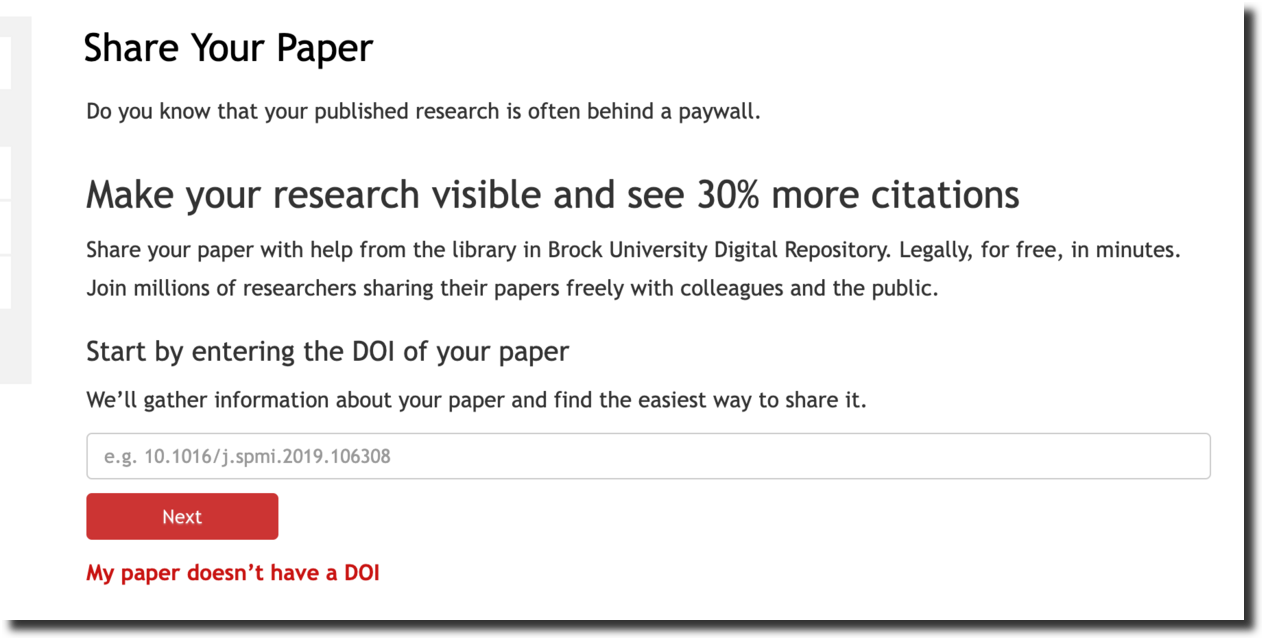 Share Your Paper
Do you know that your published research is often behind a paywall.
Make your research visible and see 30% more citations
Share your paper with help from the library in Brock University Digital Repository. Legally, for free, in minutes.
Join millions of researchers sharing their papers freely with colleagues and the public.
Start by entering the DOI of your paper
We’ll gather information about your paper and find the easiest way to share it.
e.g. 10.1016/j.spmi.2019.106308
Next
My paper doesn’t have a DOI